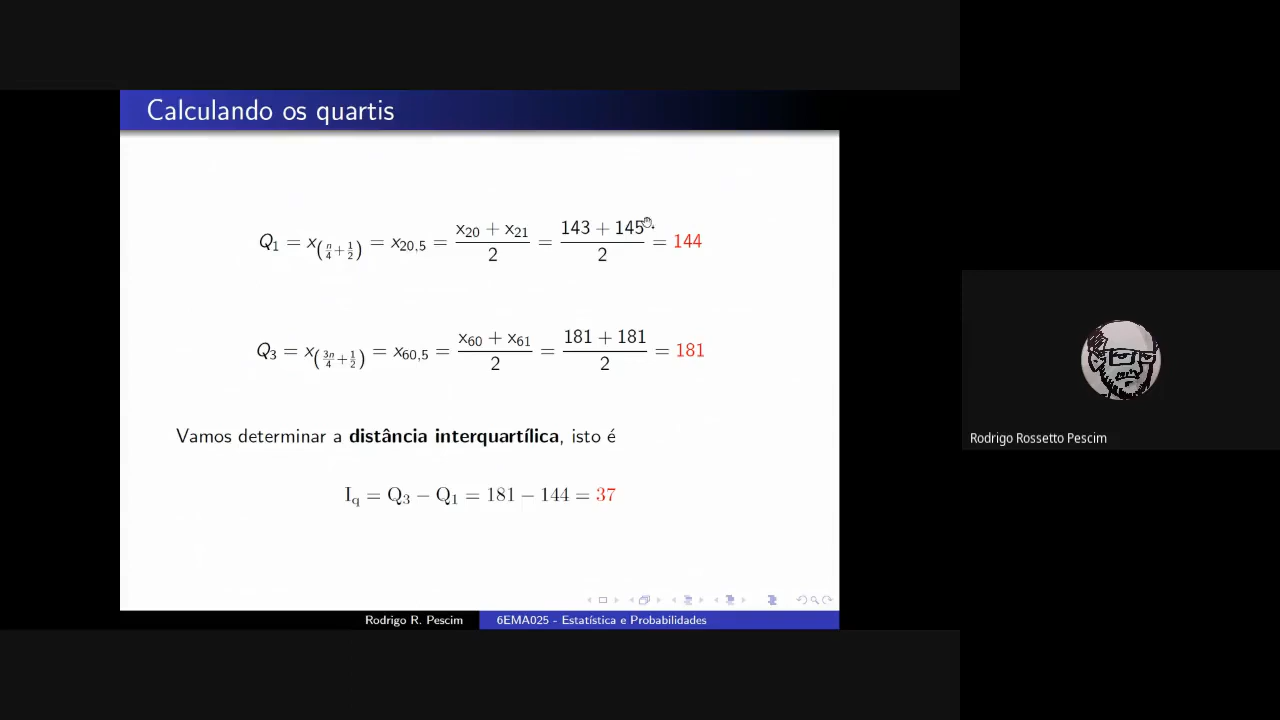 Calculando os quartis
Q₁ = x₍ₙ⁄₄ ₊ ₁⁄₂₎ = x₂₀,₅ = (x₂₀ + x₂₁)/2 = (143 + 145)/2 = 144
Q₃ = x₍₃ₙ⁄₄ ₊ ₁⁄₂₎ = x₆₀,₅ = (x₆₀ + x₆₁)/2 = (181 + 181)/2 = 181
Vamos determinar a distância interquartílica, isto é
I_q = Q₃ − Q₁ = 181 − 144 = 37
Rodrigo R. Pescim
6EMA025 - Estatística e Probabilidades
Rodrigo Rossetto Pescim